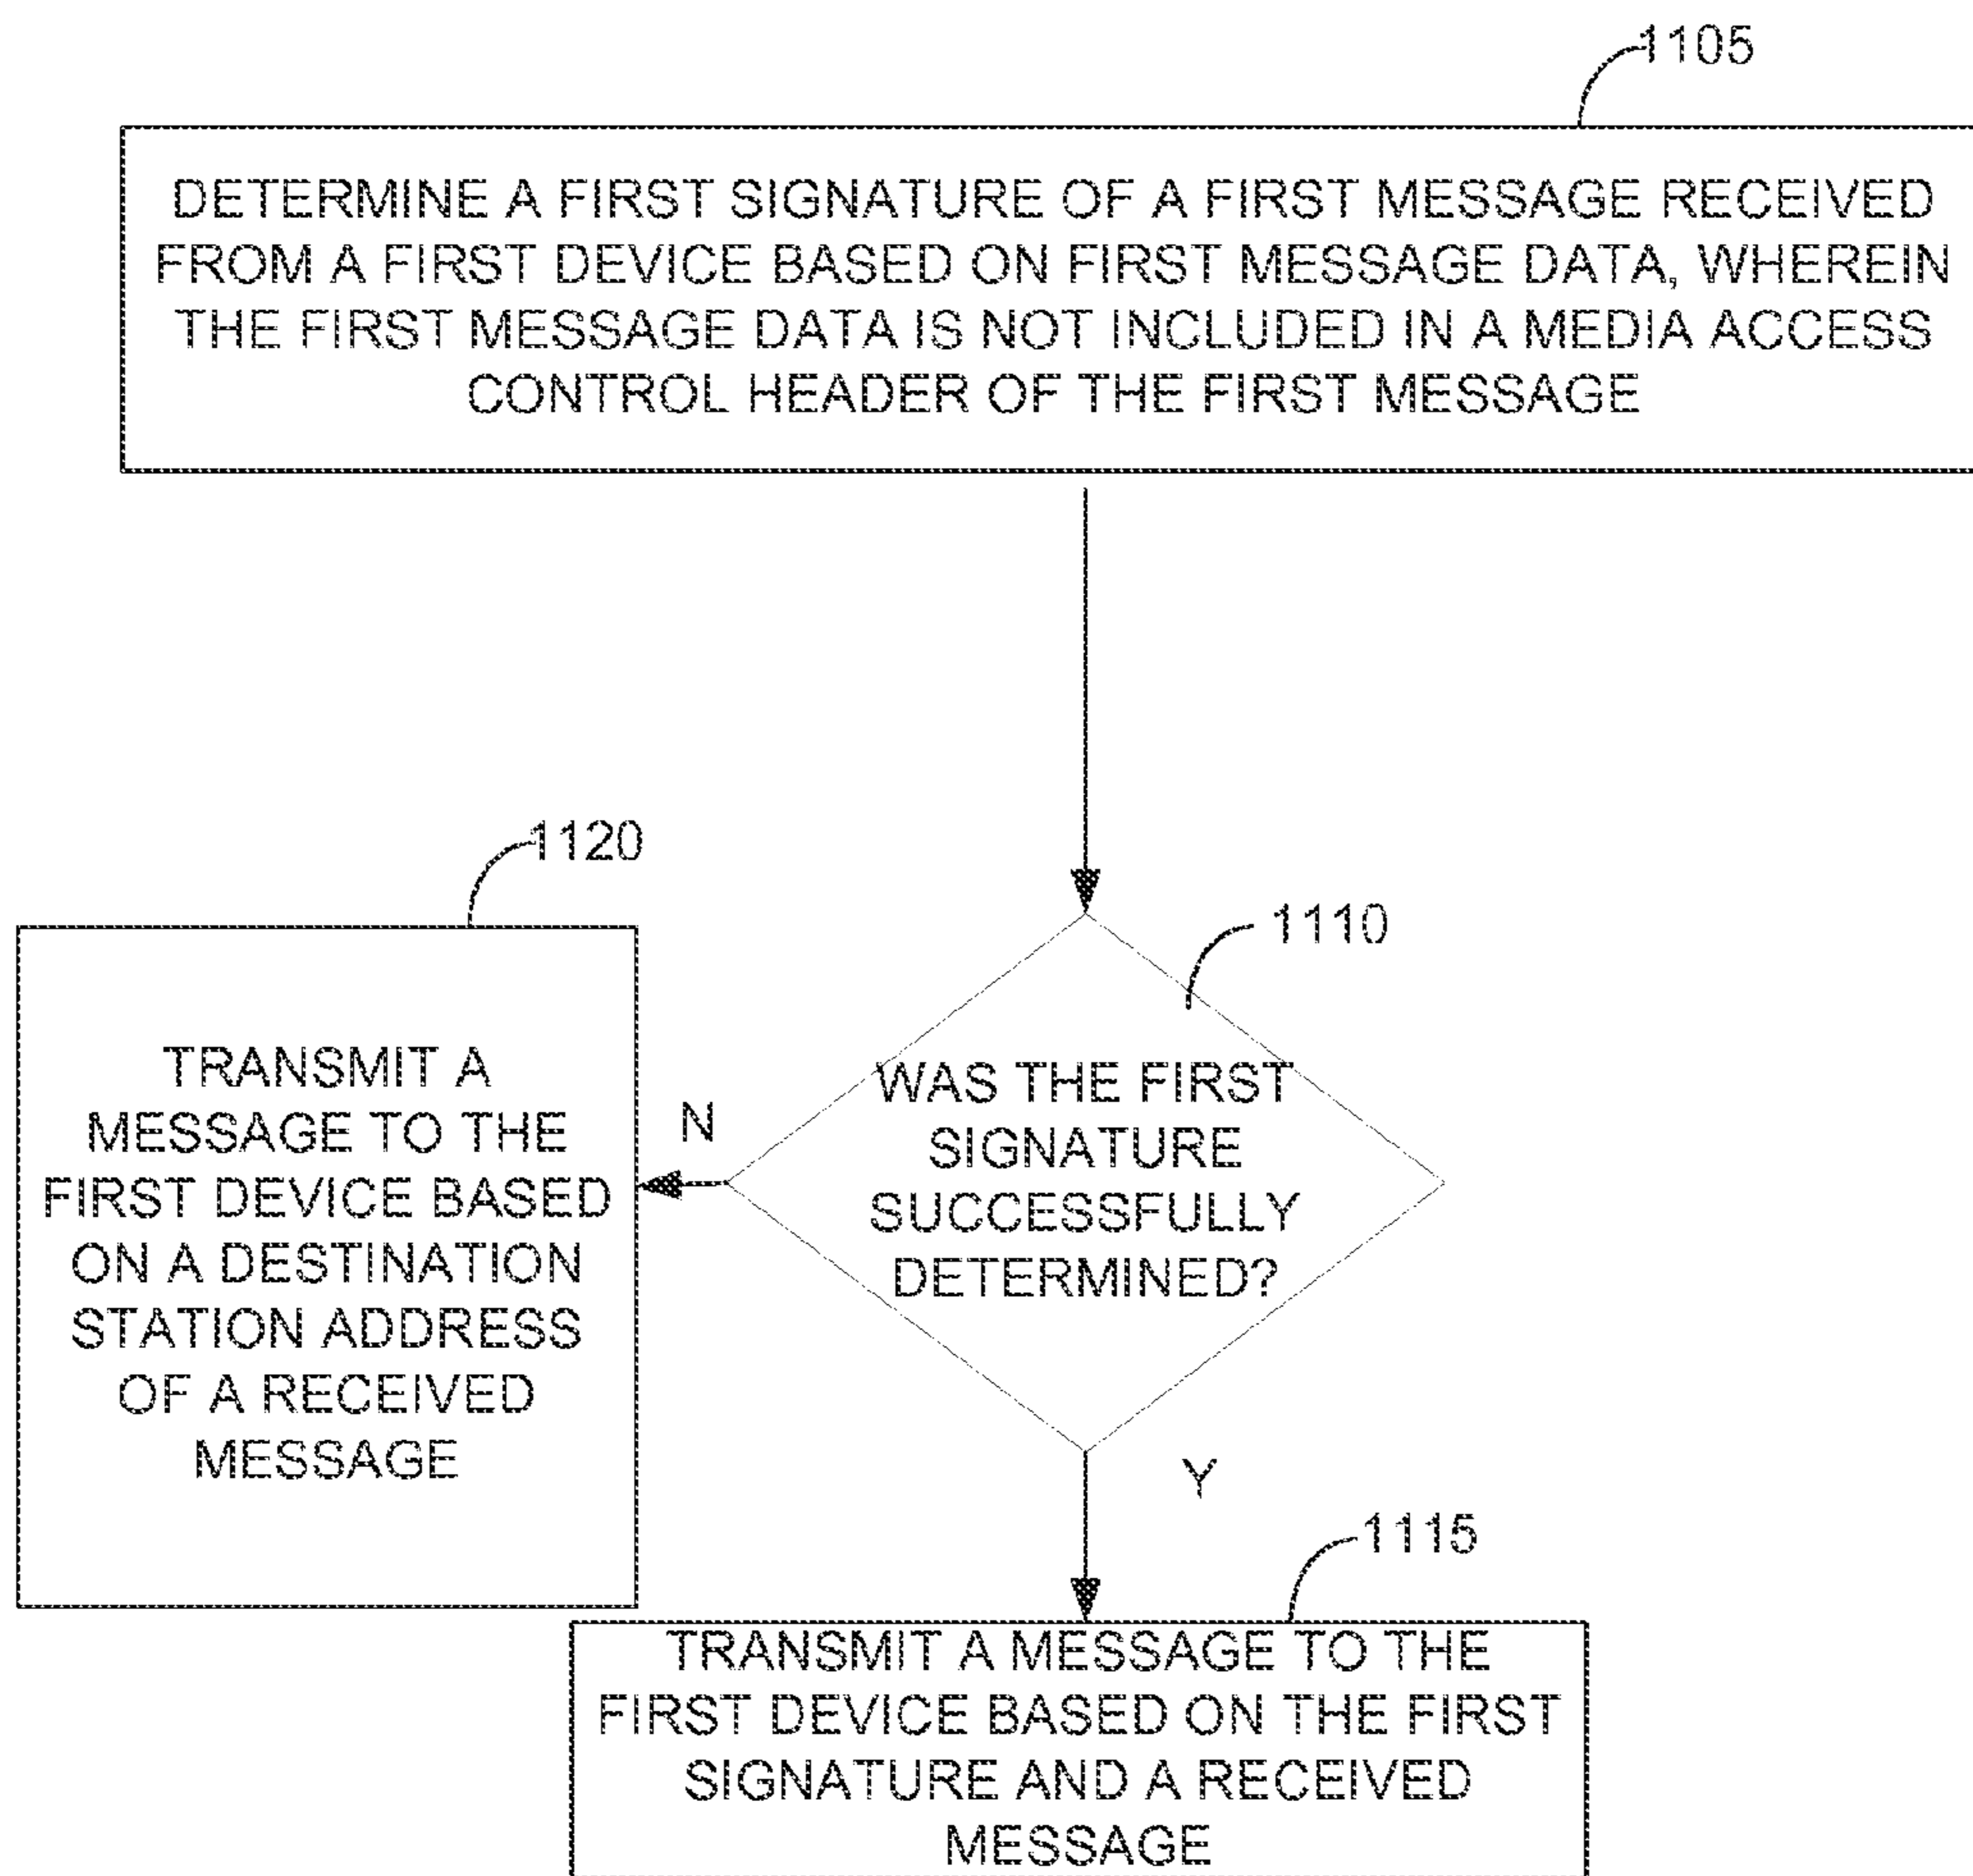 1105
DETERMINE A FIRST SIGNATURE OF A FIRST MESSAGE RECEIVED
FROM A FIRST DEVICE BASED ON FIRST MESSAGE DATA, WHEREIN
THE FIRST MESSAGE DATA IS NOT INCLUDED IN A MEDIA ACCESS
CONTROL HEADER OF THE FIRST MESSAGE
1120
TRANSMIT A
MESSAGE TO THE
FIRST DEVICE BASED
ON A DESTINATION
STATION ADDRESS
OF A RECEIVED
MESSAGE
N
1110
WAS THE FIRST
SIGNATURE
SUCCESSFULLY
DETERMINED?
Y
1115
TRANSMIT A MESSAGE TO THE
FIRST DEVICE BASED ON THE FIRST
SIGNATURE AND A RECEIVED
MESSAGE